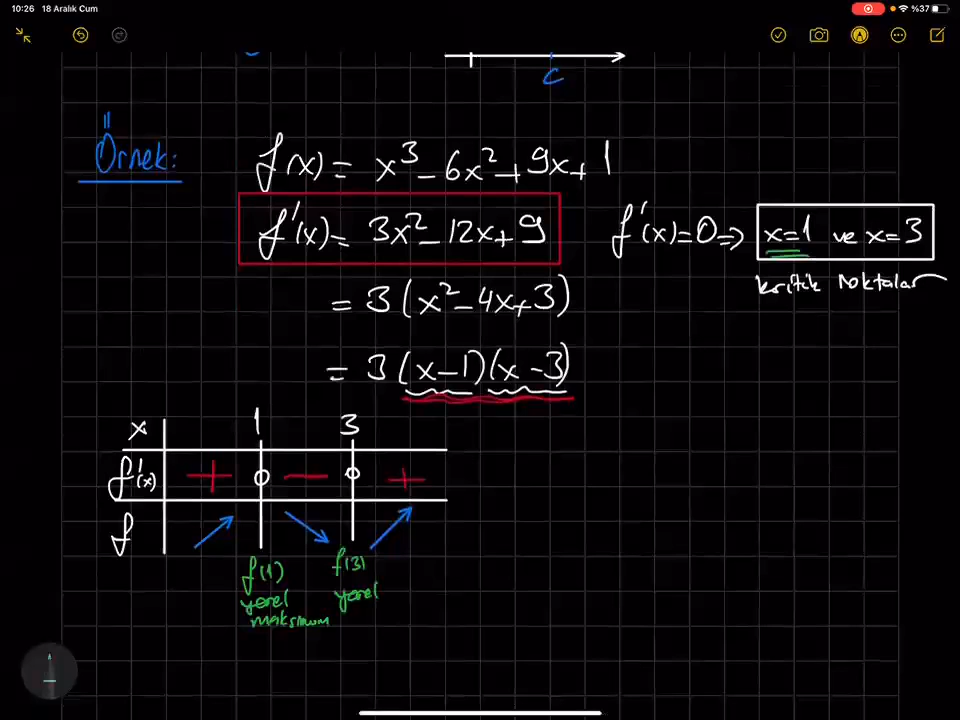 10:26 18 Aralık Cum
%37
c
Örnek:
f(x) = x³ - 6x² + 9x + 1
f'(x) = 3x² - 12x + 9
f'(x) = 0 => x=1 ve x=3
kritik noktalar
= 3(x² - 4x + 3)
= 3(x - 1)(x - 3)
x 1 3
f'(x) + 0 - 0 +
f
f(1) f(3)
yerel yerel
maksimum